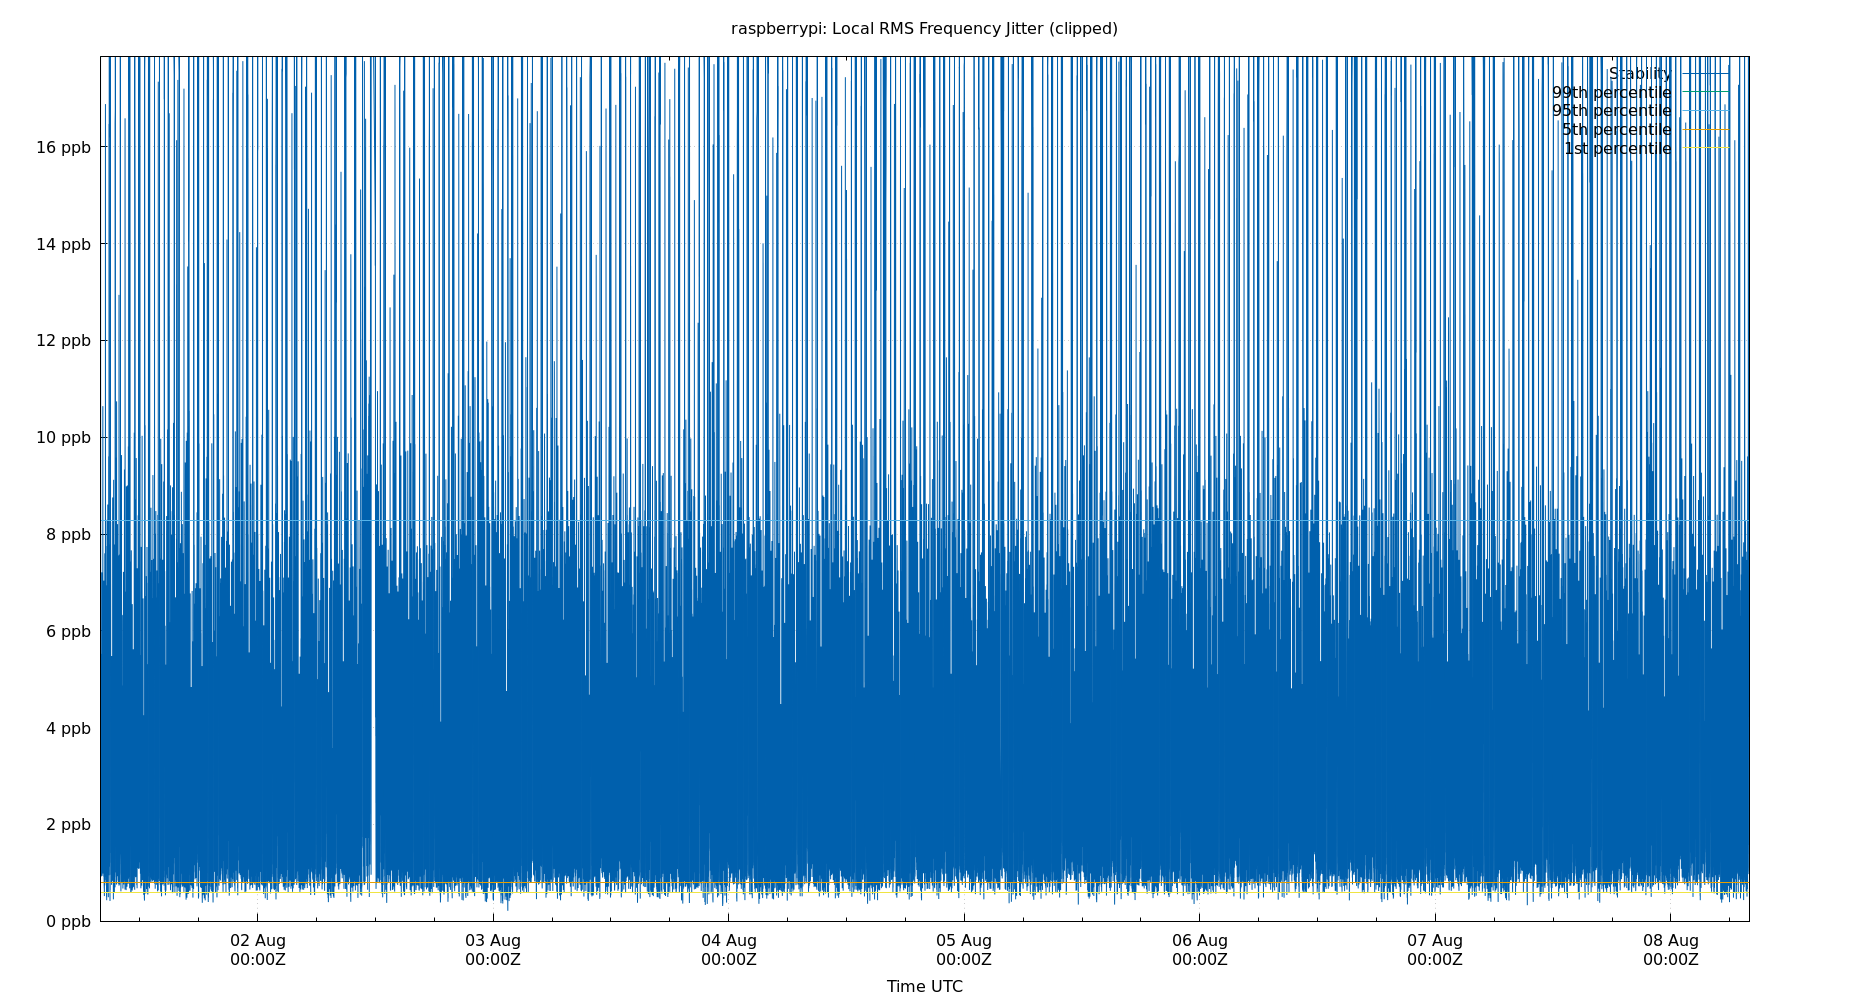 raspberrypi: Local RMS Frequency Jitter (clipped)
Stability
99th percentile
95th percentile
5th percentile
1st percentile
16 ppb
14 ppb
12 ppb
10 ppb
8 ppb
6 ppb
4 ppb
2 ppb
0 ppb
02 Aug 03 Aug 04 Aug 05 Aug 06 Aug 07 Aug 08 Aug
00:00Z 00:00Z 00:00Z 00:00Z 00:00Z 00:00Z 00:00Z
Time UTC